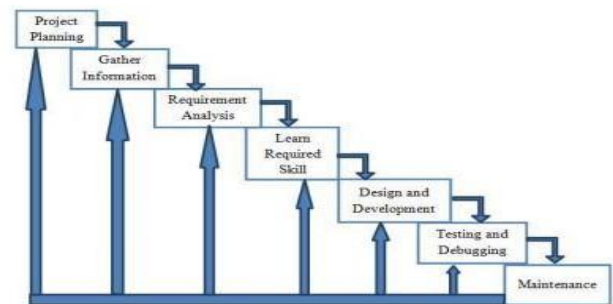 Project
Planning
Gather
Information
Requirement
Analysis
Learn
Required
Skill
Design and
Development
Testing and
Debugging
Maintenance